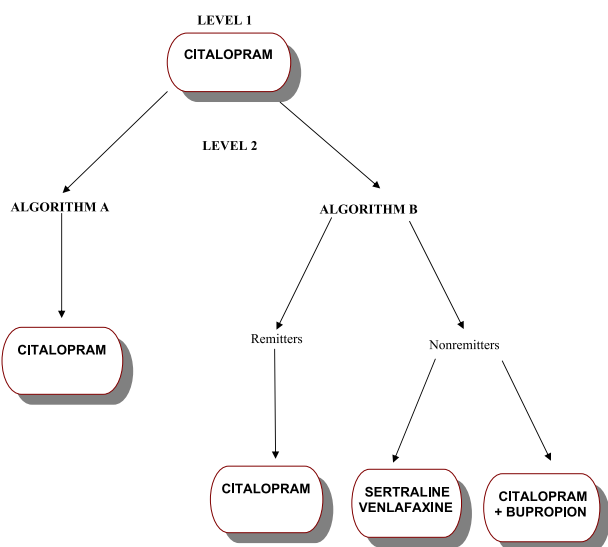 LEVEL 1
CITALOPRAM
LEVEL 2
ALGORITHM A
ALGORITHM B
CITALOPRAM
Remitters
Nonremitters
CITALOPRAM
SERTRALINE
VENLAFAXINE
CITALOPRAM
+ BUPROPION